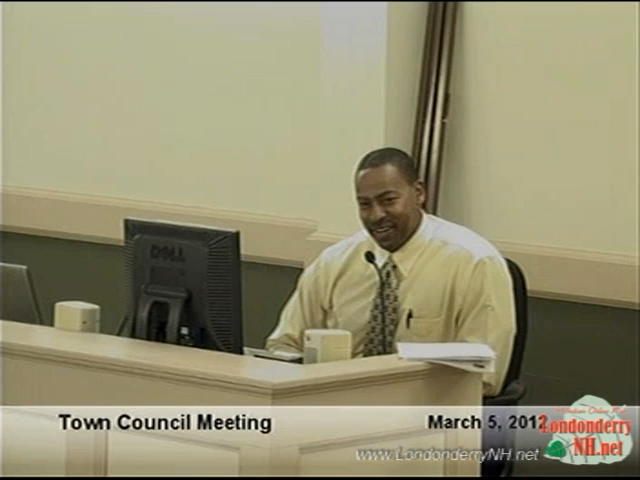 DELL
Town Council Meeting
March 5, 2012
Londonderry
NH.net
www.LondonderryNH.net